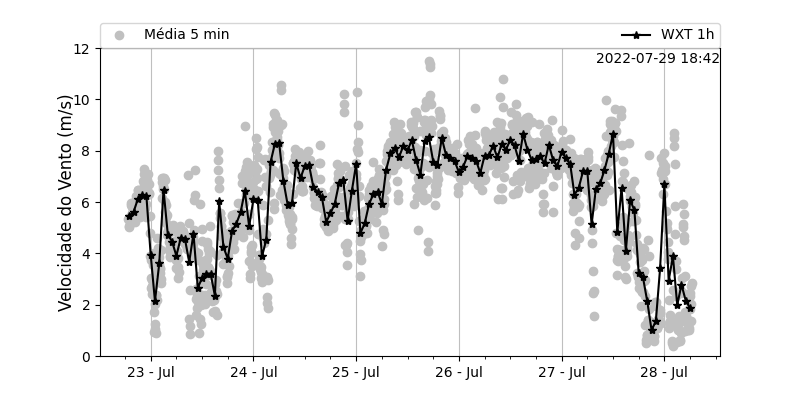 Média 5 min
WXT 1h
2022-07-29 18:42
Velocidade do Vento (m/s)
12
10
8
6
4
2
0
23 - Jul
24 - Jul
25 - Jul
26 - Jul
27 - Jul
28 - Jul